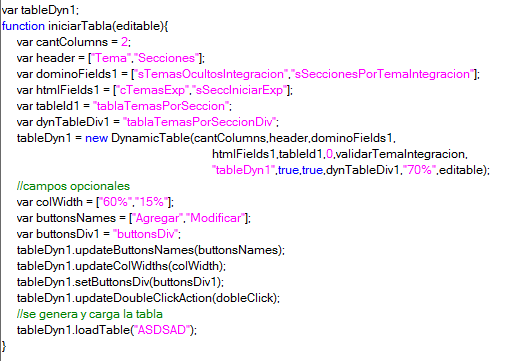 var tableDyn1;
function iniciarTabla(editable){
var cantColumns = 2;
var header = ["Tema","Secciones"];
var dominoFields1 = ["sTemasOcultosIntegracion","sSeccionesPorTemaIntegracion"];
var htmlFields1 = ["cTemasExp","sSeccIniciarExp"];
var tableId1 = "tablaTemasPorSeccion";
var dynTableDiv1 = "tablaTemasPorSeccionDiv";
tableDyn1 = new DynamicTable(cantColumns,header,dominoFields1,
htmlFields1,tableId1,0,validarTemaIntegracion,
"tableDyn1",true,true,dynTableDiv1,"70%",editable);
//campos opcionales
var colWidth = ["60%","15%"];
var buttonsNames = ["Agregar","Modificar"];
var buttonsDiv1 = "buttonsDiv";
tableDyn1.updateButtonsNames(buttonsNames);
tableDyn1.updateColWidths(colWidth);
tableDyn1.setButtonsDiv(buttonsDiv1);
tableDyn1.updateDoubleClickAction(dobleClick);
//se genera y carga la tabla
tableDyn1.loadTable("ASDSAD");
}